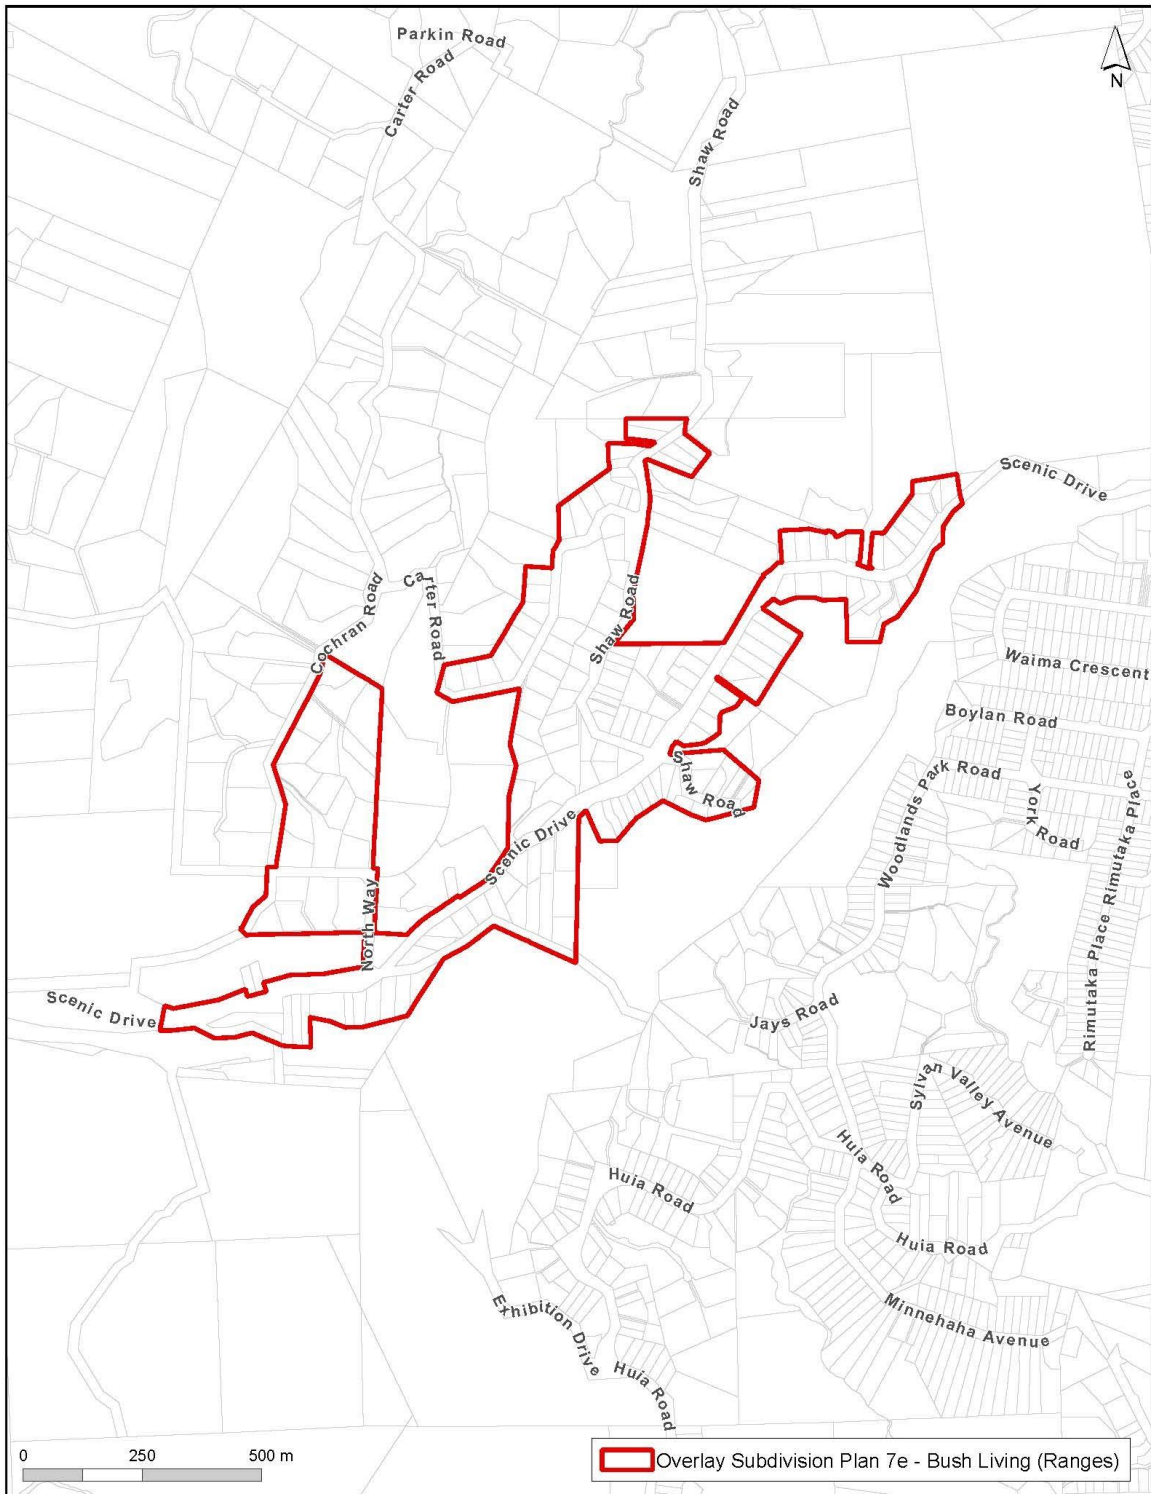 Parkin Road
Carter Road
N
Shaw Road
Scenic Drive
Cochran Road
Carter Road
Shaw Road
Waima Crescent
Boylan Road
Woodlands Park Road
York Road
Rimutaka Place
Rimutaka Place
Shaw Road
Scenic Drive
North Way
Scenic Drive
Jays Road
Sylvan Valley Avenue
Huia Road
Huia Road
Huia Road
Minnehaha Avenue
Exhibition Drive
Huia Road
0 250 500 m
Overlay Subdivision Plan 7e - Bush Living (Ranges)